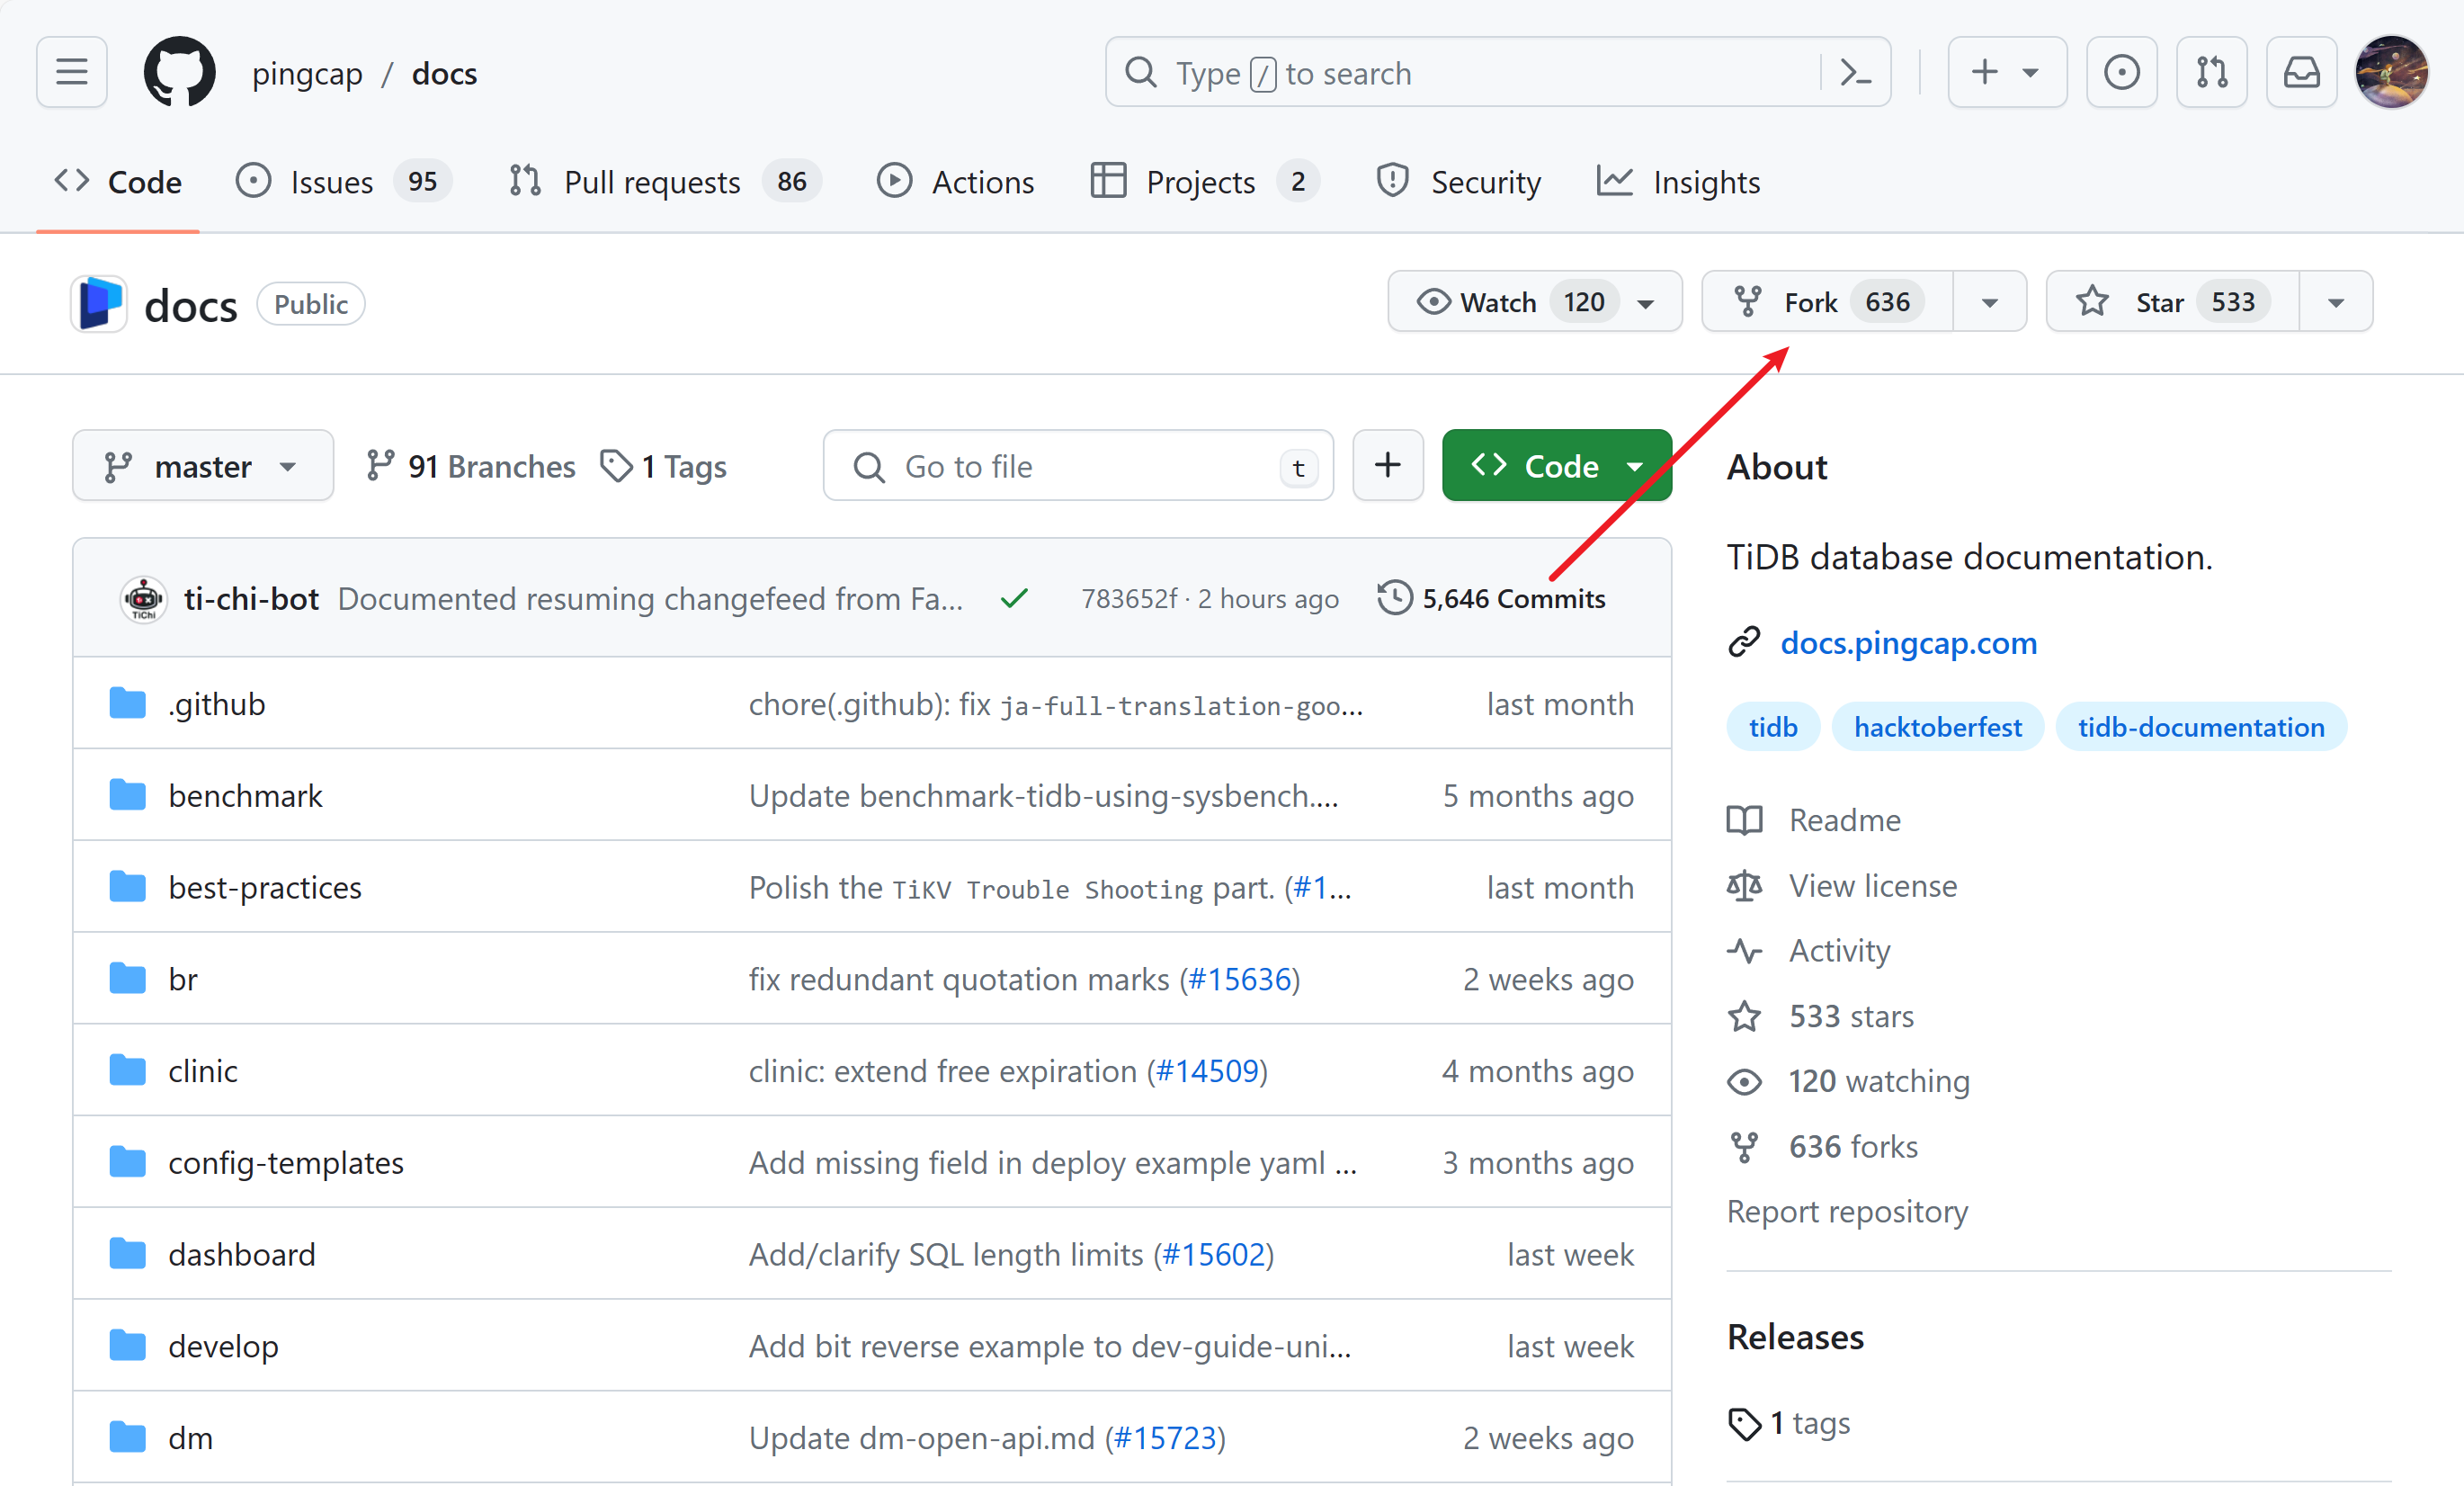 pingcap / docs
Type / to search
Code
Issues 95
Pull requests 86
Actions
Projects 2
Security
Insights
docs Public
Watch 120
Fork 636
Star 533
master
91 Branches
1 Tags
Go to file t
Code
ti-chi-bot Documented resuming changefeed from Fa... 783652f · 2 hours ago 5,646 Commits
TiChi
.github chore(.github): fix ja-full-translation-goo... last month
benchmark Update benchmark-tidb-using-sysbench.... 5 months ago
best-practices Polish the TiKV Trouble Shooting part. (#1... last month
br fix redundant quotation marks (#15636) 2 weeks ago
clinic clinic: extend free expiration (#14509) 4 months ago
config-templates Add missing field in deploy example yaml ... 3 months ago
dashboard Add/clarify SQL length limits (#15602) last week
develop Add bit reverse example to dev-guide-uni... last week
dm Update dm-open-api.md (#15723) 2 weeks ago
About
TiDB database documentation.
docs.pingcap.com
tidb hacktoberfest tidb-documentation
Readme
View license
Activity
533 stars
120 watching
636 forks
Report repository
Releases
1 tags